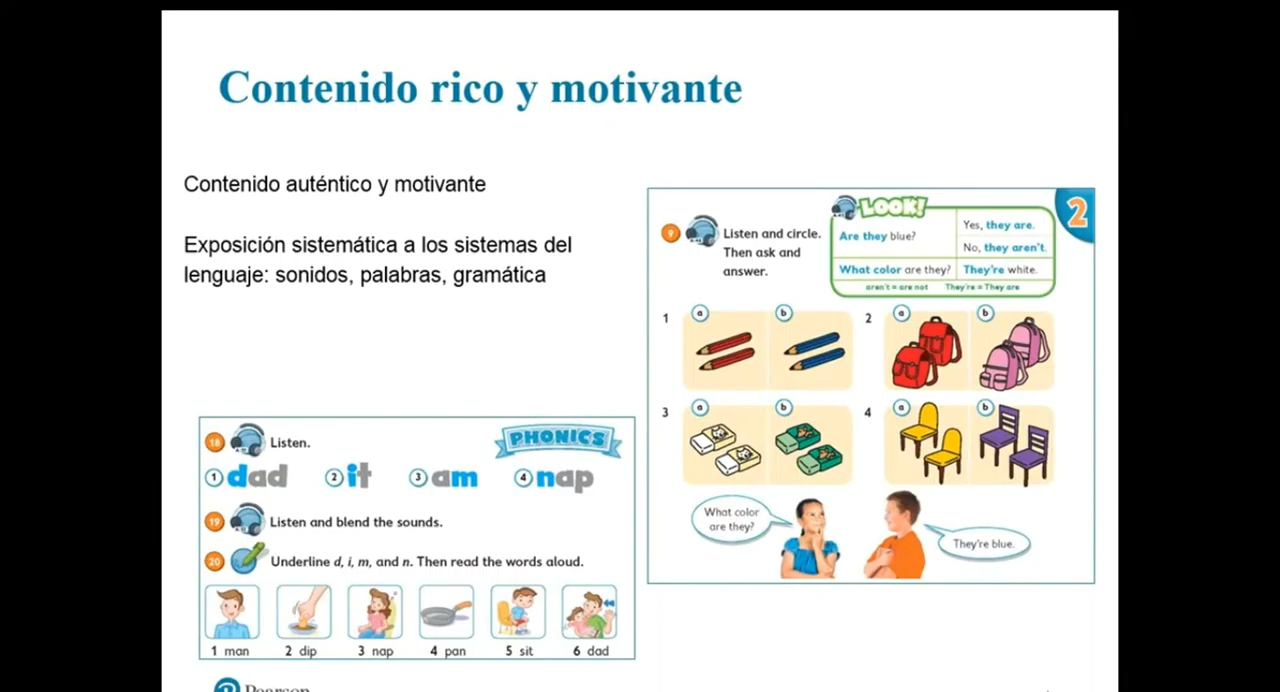 Contenido rico y motivante
Contenido auténtico y motivante
Exposición sistemática a los sistemas del
lenguaje: sonidos, palabras, gramática
18 Listen.
PHONICS
1 dad 2 it 3 am 4 nap
19 Listen and blend the sounds.
20 Underline d, i, m, and n. Then read the words aloud.
1 man 2 dip 3 nap 4 pan 5 sit 6 dad
Pearson
2
9 Listen and circle.
Then ask and
answer.
LOOK!
Are they blue?
Yes, they are.
No, they aren't.
What color are they? They're white.
aren't = are not They're = They are
1 a b 2 a b
3 a b 4 a b
What color
are they?
They're blue.